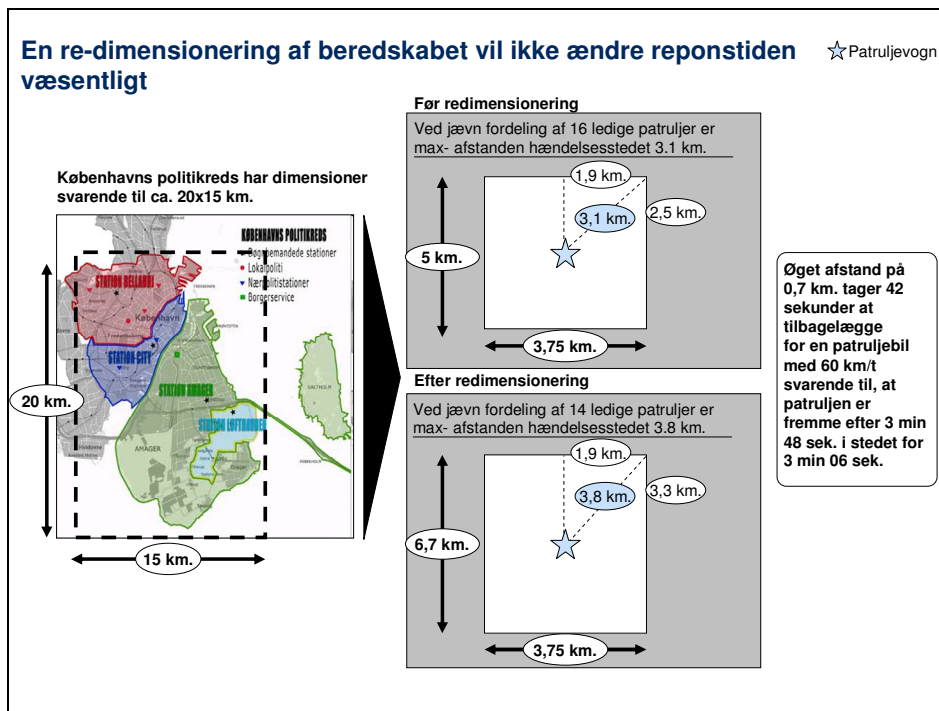 En re-dimensionering af beredskabet vil ikke ændre reponstiden
væsentligt
Patruljevogn
Københavns politikreds har dimensioner
svarende til ca. 20x15 km.
KØBENHAVNS POLITIKREDS
Døgnbemandede stationer
Lokalpoliti
Nærpolitistationer
Borgerservice
STATION BELLAHØJ
København
STATION CITY
STATION AMAGER
STATION LUFTHAVNEN
AMAGER
SALTHOLM
20 km.
15 km.
Før redimensionering
Ved jævn fordeling af 16 ledige patruljer er
max- afstanden hændelsesstedet 3.1 km.
1,9 km.
3,1 km.
2,5 km.
5 km.
3,75 km.
Efter redimensionering
Ved jævn fordeling af 14 ledige patruljer er
max- afstanden hændelsesstedet 3.8 km.
1,9 km.
3,8 km.
3,3 km.
6,7 km.
3,75 km.
Øget afstand på
0,7 km. tager 42
sekunder at
tilbagelægge
for en patruljebil
med 60 km/t
svarende til, at
patruljen er
fremme efter 3 min
48 sek. i stedet for
3 min 06 sek.